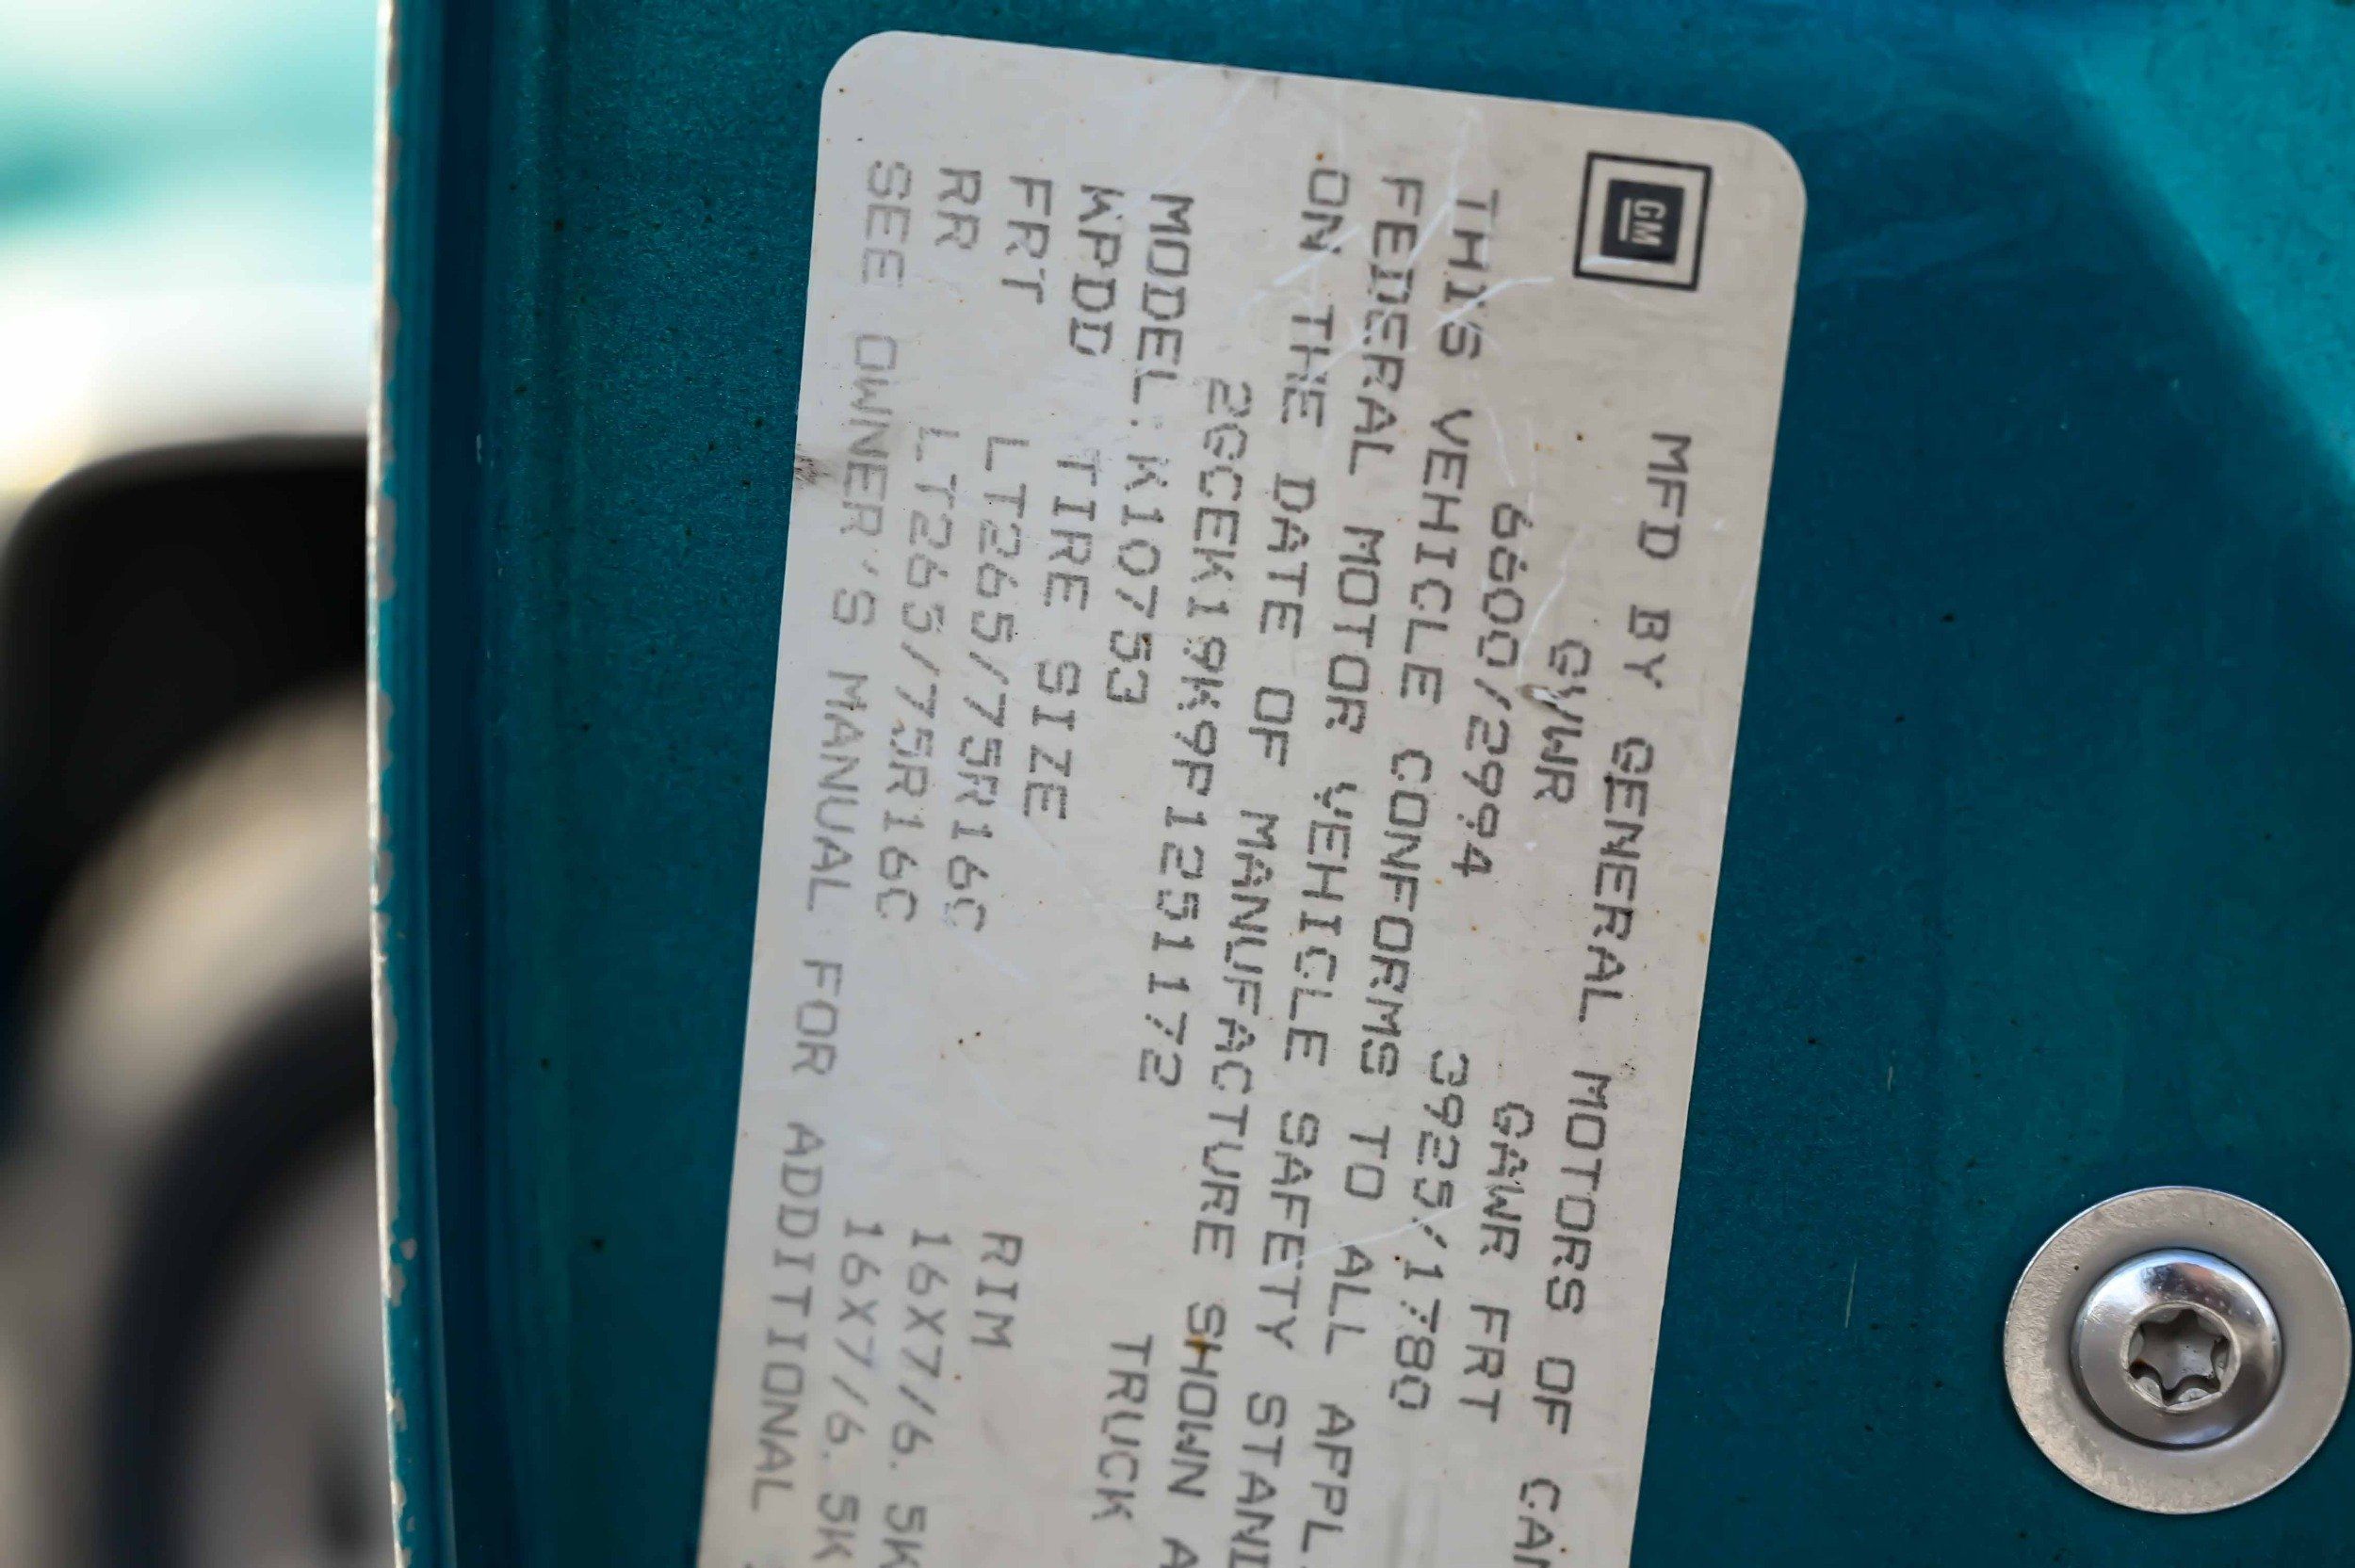 GM
MFD BY GENERAL MOTORS OF CAN
GVWR GAWR FRT
6600/2994 3925/1780
THIS VEHICLE CONFORMS TO ALL APPL
FEDERAL MOTOR VEHICLE SAFETY STAN
ON THE DATE OF MANUFACTURE SHOWN A
2GCEK19K9P1251172
MODEL: K10753 TRUCK
KPDD TIRE SIZE RIM
FRT LT265/75R16C 16X7/6.5K
RR LT265/75R16C 16X7/6.5K
SEE OWNER'S MANUAL FOR ADDITIONAL